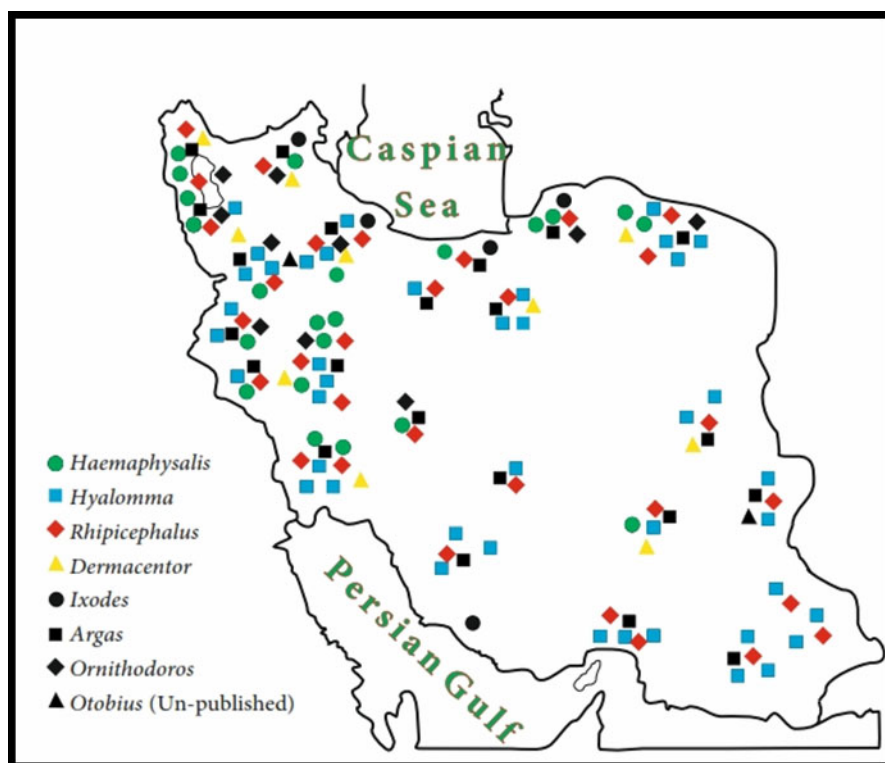 Caspian
Sea
Haemaphysalis
Hyalomma
Rhipicephalus
Dermacentor
Ixodes
Argas
Ornithodoros
Otobius (Un-published)
Persian Gulf